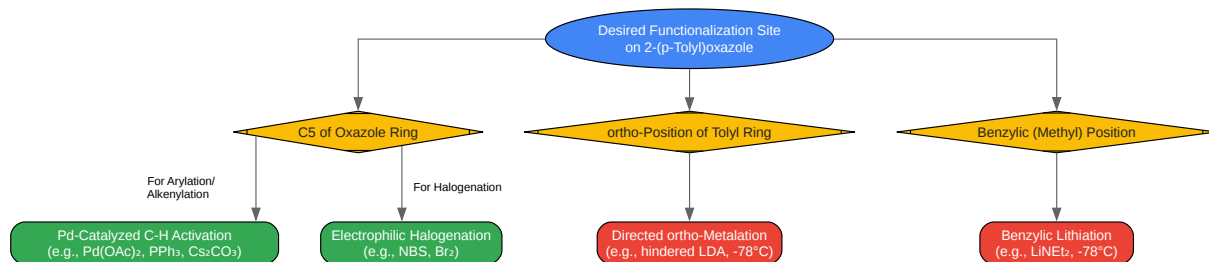 Desired Functionalization Site
on 2-(p-Tolyl)oxazole
C5 of Oxazole Ring
ortho-Position of Tolyl Ring
Benzylic (Methyl) Position
For Arylation/
Alkenylation
For Halogenation
Pd-Catalyzed C-H Activation
(e.g., Pd(OAc)₂, PPh₃, Cs₂CO₃)
Electrophilic Halogenation
(e.g., NBS, Br₂)
Directed ortho-Metalation
(e.g., hindered LDA, -78°C)
Benzylic Lithiation
(e.g., LiNEt₂, -78°C)